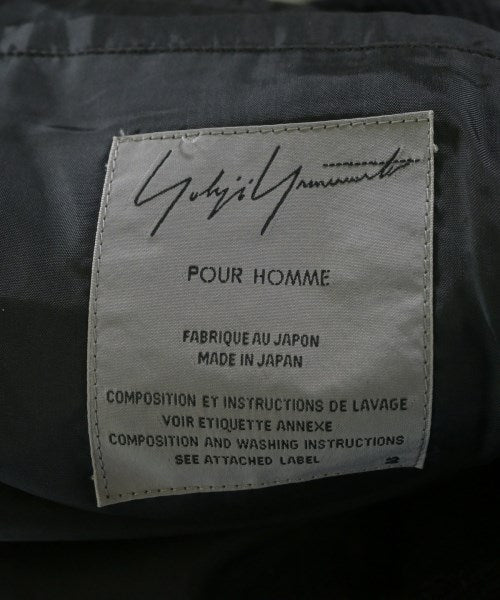 Yohji Yamamoto
POUR HOMME
FABRIQUE AU JAPON
MADE IN JAPAN
COMPOSITION ET INSTRUCTIONS DE LAVAGE
VOIR ETIQUETTE ANNEXE
COMPOSITION AND WASHING INSTRUCTIONS
SEE ATTACHED LABEL